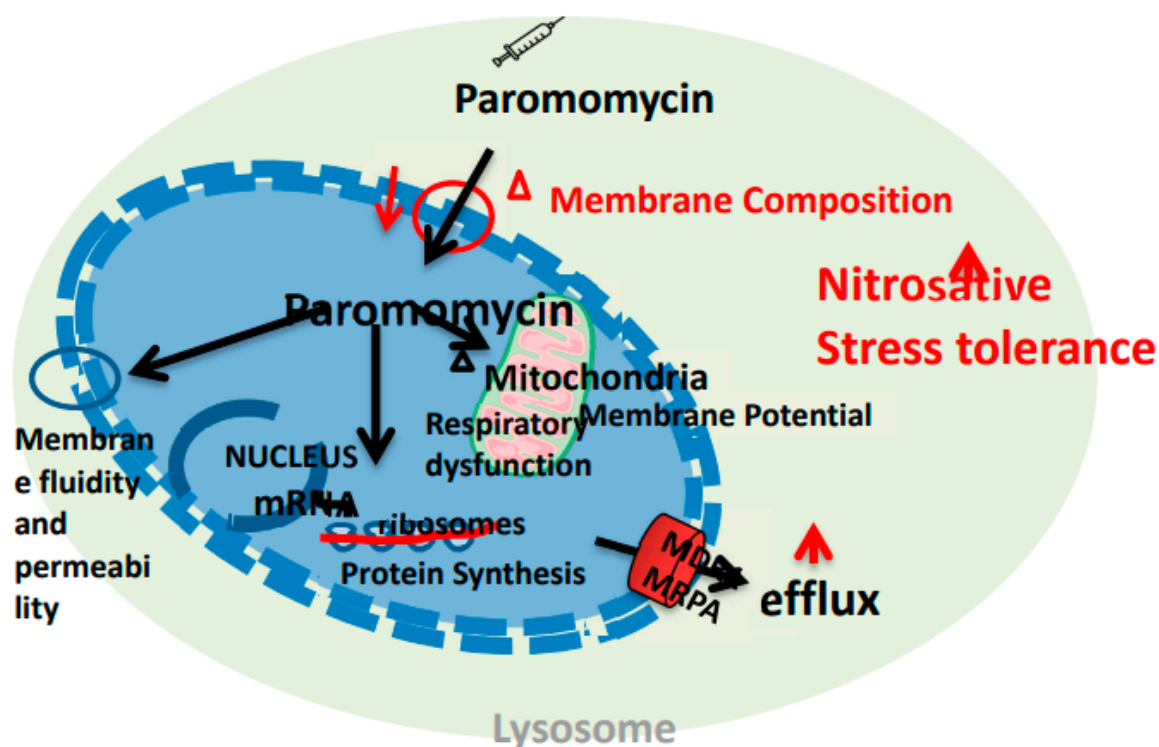 Paromomycin
Δ Membrane Composition
Nitrosative
Stress tolerance
Paromomycin
Δ Mitochondria
Membrane Potential
Respiratory
dysfunction
Membran
e fluidity
and
permeabi
lity
NUCLEUS
mRNA
ribosomes
Protein Synthesis
MRPA
efflux
Lysosome